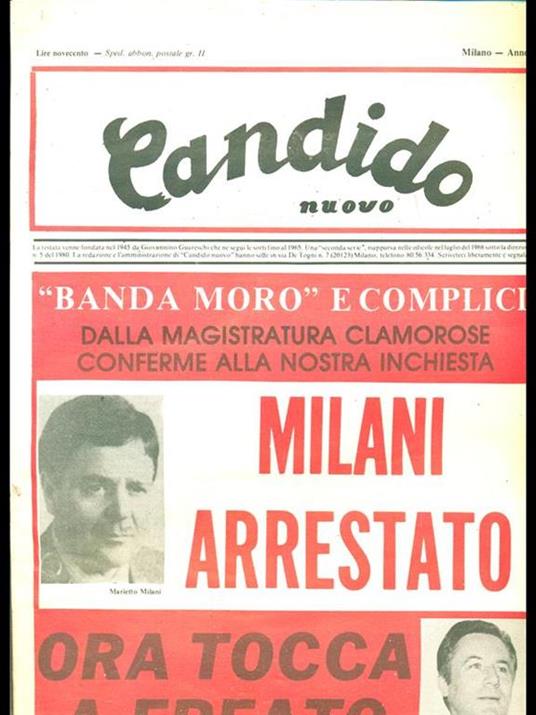 Lire novecento — Sped. abbon. postale gr. II
Milano — Anno
Candido
nuovo
La testata venne fondata nel 1945 da Giovannino Guareschi che ne seguì le sorti fino al 1965. Una "seconda serie", riapparsa nelle edicole nel luglio del 1968 sotto la direzion
n. 5 del 1980. La redazione e l'amministrazione di "Candido nuovo" hanno sede in via De Togni n. 7 (20123) Milano, telefono 80 56 334. Scriveteci liberamente e segnala
"BANDA MORO" E COMPLICI
DALLA MAGISTRATURA CLAMOROSE
CONFERME ALLA NOSTRA INCHIESTA
MILANI
ARRESTATO
Marietto Milani
ORA TOCCA
A FREATO